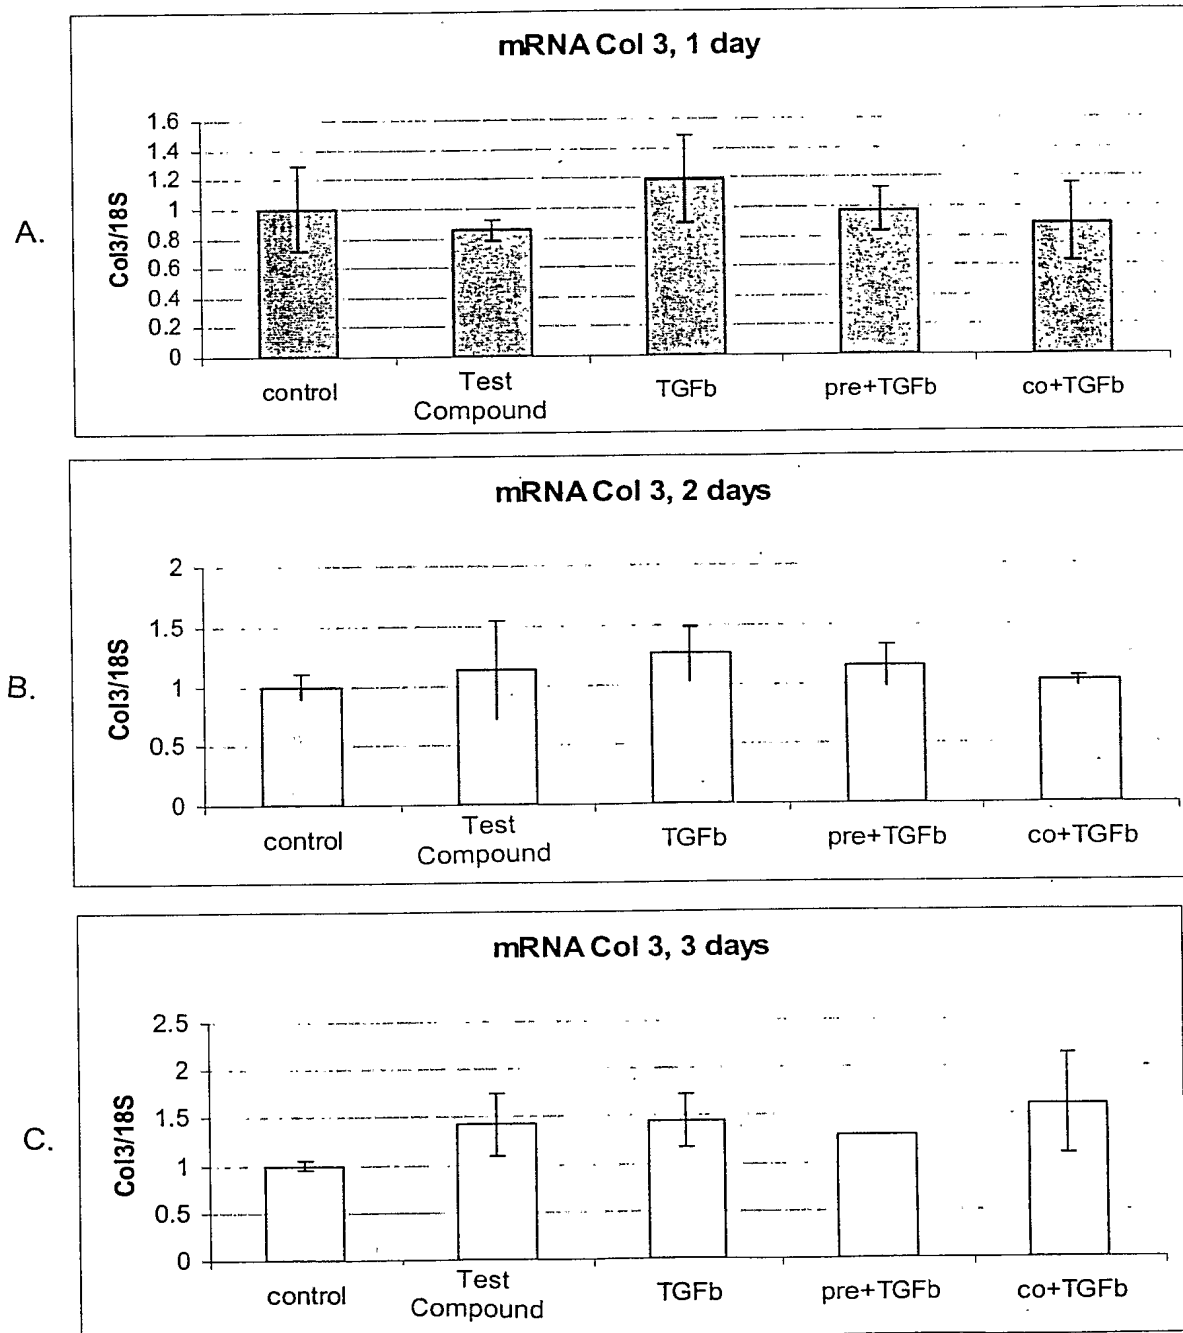 A.
mRNA Col 3, 1 day
Col3/18S
1.6
1.4
1.2
1
0.8
0.6
0.4
0.2
0
control
Test
Compound
TGFb
pre+TGFb
co+TGFb
B.
mRNA Col 3, 2 days
Col3/18S
2
1.5
1
0.5
0
control
Test
Compound
TGFb
pre+TGFb
co+TGFb
C.
mRNA Col 3, 3 days
Col3/18S
2.5
2
1.5
1
0.5
0
control
Test
Compound
TGFb
pre+TGFb
co+TGFb